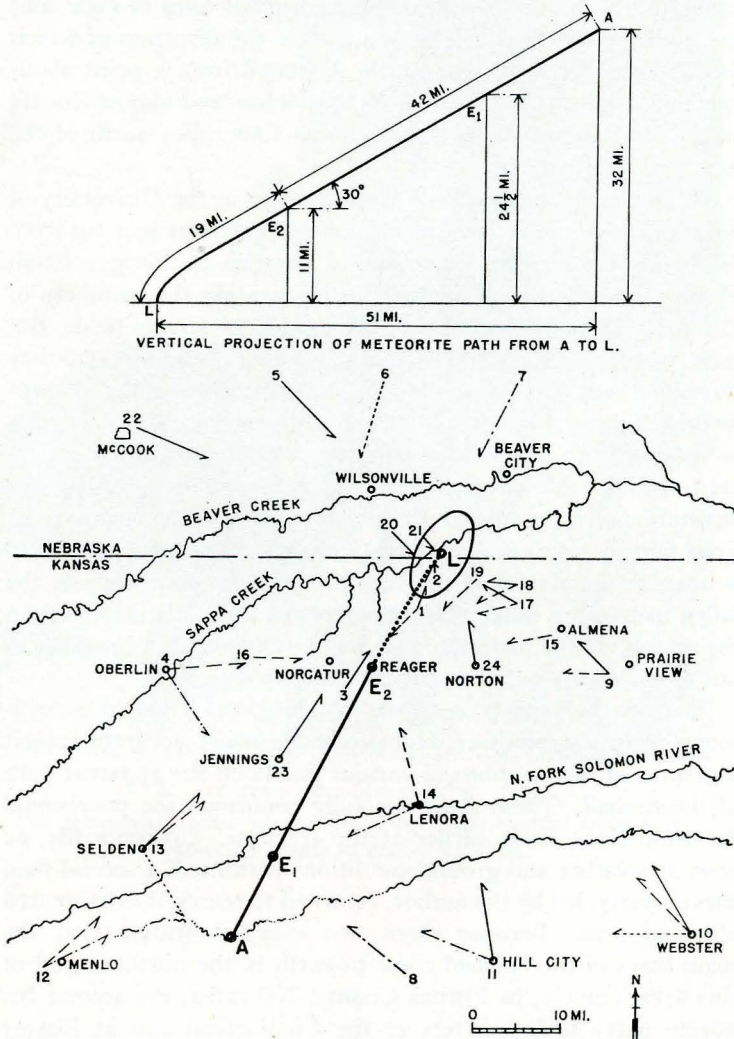 A
42 MI.
E1
30°
32 MI.
24 1/2 MI.
19 MI.
E2
11 MI.
L
51 MI.
VERTICAL PROJECTION OF METEORITE PATH FROM A TO L.
5
6
7
22
McCOOK
BEAVER CITY
WILSONVILLE
BEAVER CREEK
20
21
L
NEBRASKA
KANSAS
2
19
18
17
1
SAPPA CREEK
ALMENA
15
OBERLIN
4
16
NORGATUR
3
REAGER
E2
24
NORTON
9
PRAIRIE VIEW
JENNINGS
23
N. FORK SOLOMON RIVER
14
LENORA
SELDEN
13
E1
A
10
WEBSTER
12
MENLO
8
HILL CITY
11
N
0
10 MI.